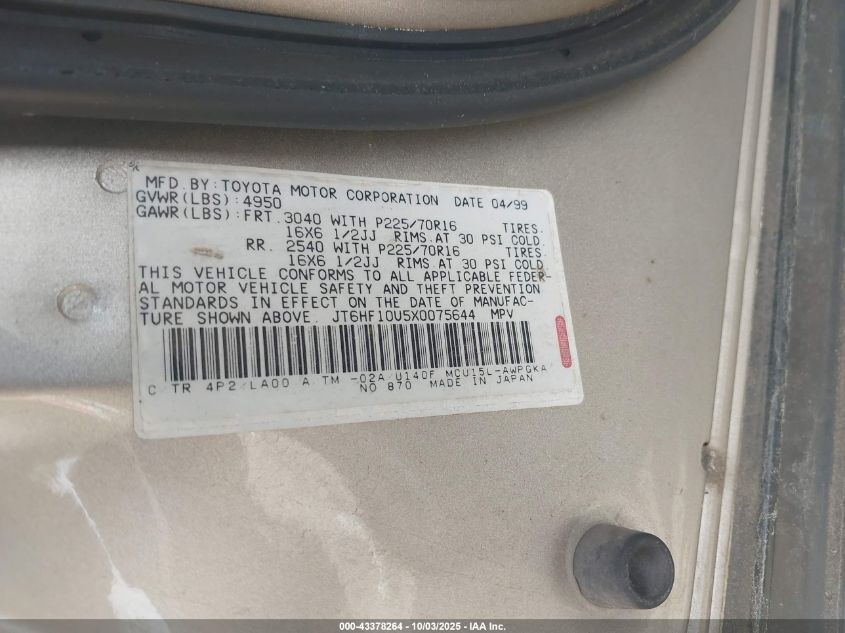 MFD.BY:TOYOTA MOTOR CORPORATION DATE 04/99
GVWR(LBS):4950
GAWR(LBS):FRT.3040 WITH P225/70R16 TIRES.
16X6 1/2JJ RIMS.AT 30 PSI COLD.
RR. 2540 WITH P225/70R16 TIRES.
16X6 1/2JJ RIMS AT 30 PSI COLD
THIS VEHICLE CONFORMS TO ALL APPLICABLE FEDER-
AL MOTOR VEHICLE SAFETY AND THEFT PREVENTION
STANDARDS IN EFFECT ON THE DATE OF MANUFAC-
TURE SHOWN ABOVE. JT6HF10U5X0075644 MPV
C TR 4P2 LA00 A TM -02A U140F MCU15L-AWPGKA
NO 870 MADE IN JAPAN
000-43378264 - 10/03/2025 - IAA Inc.